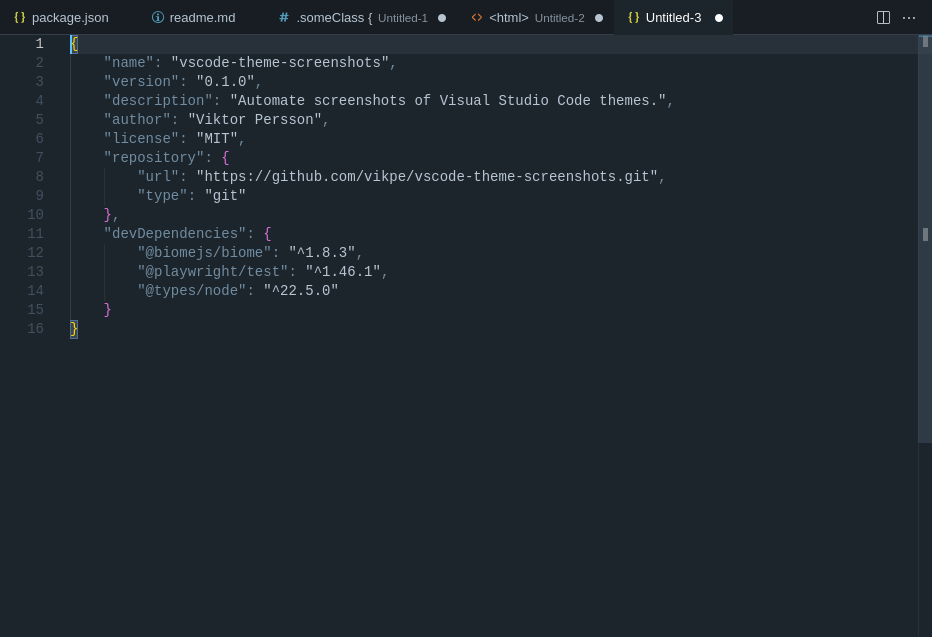 { } package.json readme.md # .someClass { Untitled-1 <> <html> Untitled-2 { } Untitled-3 ...
1 {
2 "name": "vscode-theme-screenshots",
3 "version": "0.1.0",
4 "description": "Automate screenshots of Visual Studio Code themes.",
5 "author": "Viktor Persson",
6 "license": "MIT",
7 "repository": {
8 "url": "https://github.com/vikpe/vscode-theme-screenshots.git",
9 "type": "git"
10 },
11 "devDependencies": {
12 "@biomejs/biome": "^1.8.3",
13 "@playwright/test": "^1.46.1",
14 "@types/node": "^22.5.0"
15 }
16 }